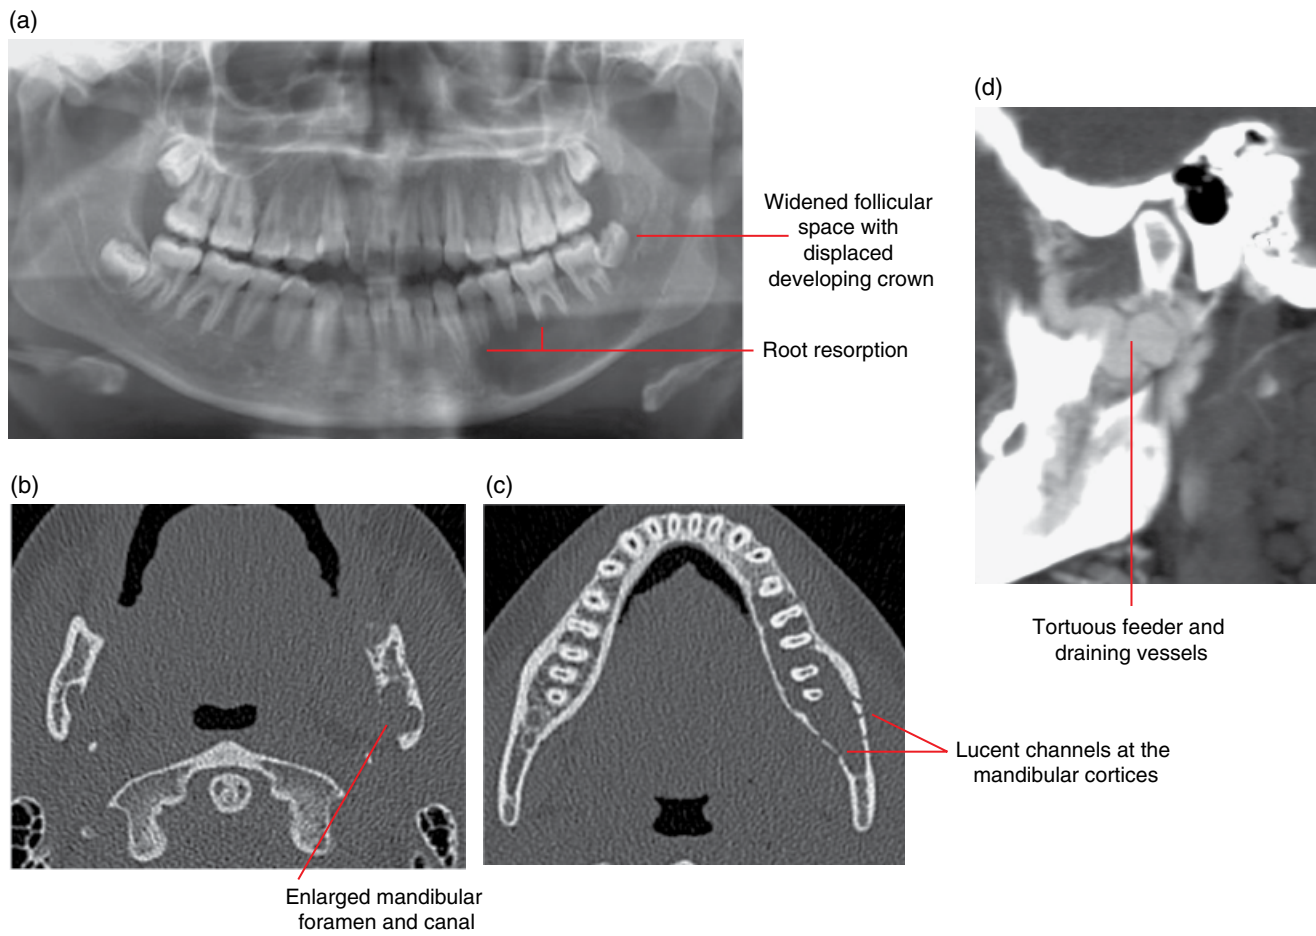 (a)
(d)
Widened follicular
space with
displaced
developing crown
Root resorption
(b)
(c)
Tortuous feeder and
draining vessels
Lucent channels at the
mandibular cortices
Enlarged mandibular
foramen and canal